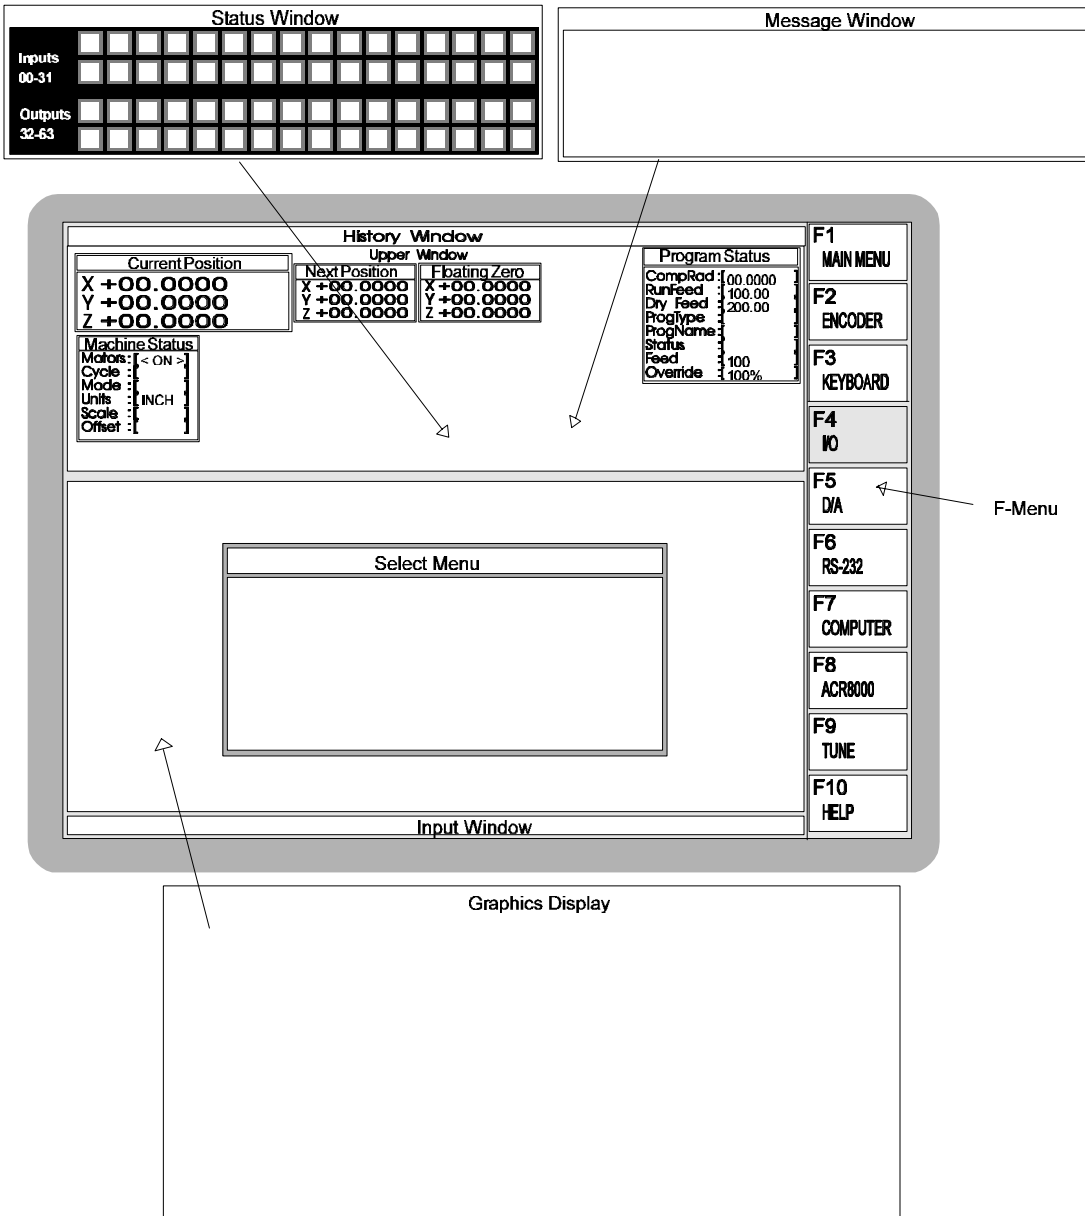 Status Window
Inputs
00-31
Outputs
32-63
Message Window
History Window
Upper Window
Current Position
X +00.0000
Y +00.0000
Z +00.0000
Next Position
X +00.0000
Y +00.0000
Z +00.0000
Floating Zero
X +00.0000
Y +00.0000
Z +00.0000
Program Status
CompRad :[ 00.0000 ]
RunFeed :[ 100.00 ]
Dry Feed :[ 200.00 ]
ProgType :[ ]
ProgName:[ ]
Status :[ ]
Feed :[ 100 ]
Override :[ 100% ]
Machine Status
Motors :[ < ON > ]
Cycle :[ ]
Mode :[ ]
Units :[ INCH ]
Scale :[ ]
Offset :[ ]
F1
MAIN MENU
F2
ENCODER
F3
KEYBOARD
F4
I/O
F5
D/A
F6
RS-232
F7
COMPUTER
F8
ACR8000
F9
TUNE
F10
HELP
F-Menu
Select Menu
Input Window
Graphics Display